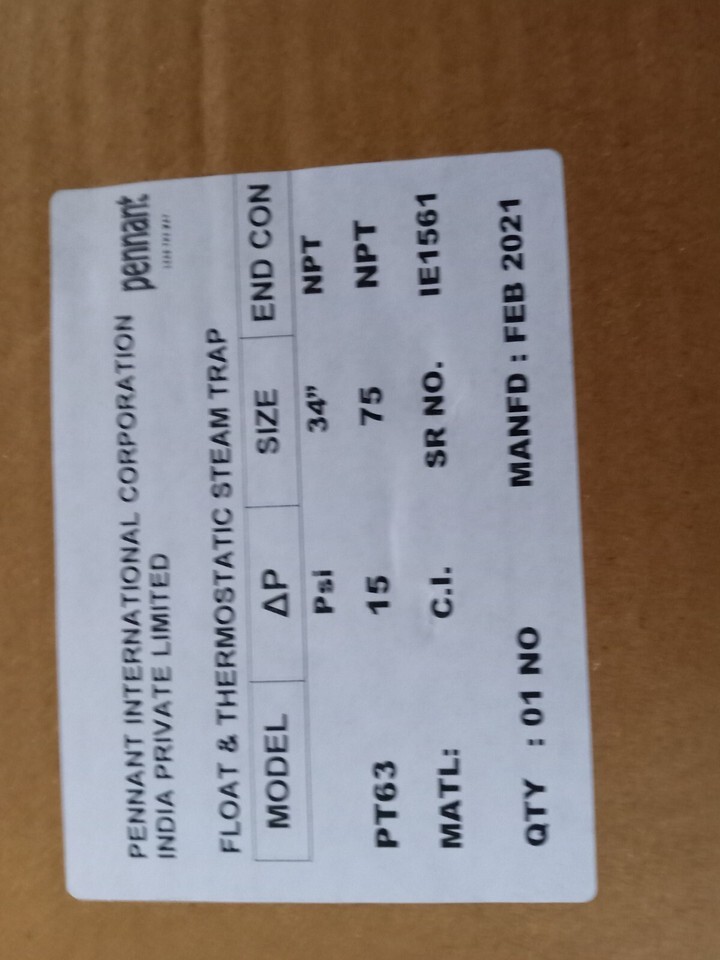 PENNANT INTERNATIONAL CORPORATION
INDIA PRIVATE LIMITED
pennant
FLOAT & THERMOSTATIC STEAM TRAP
MODEL ΔP SIZE END CON
Psi 34” NPT
PT63 15 75 NPT
MATL: C.I. SR NO. IE1561
QTY : 01 NO MANFD : FEB 2021